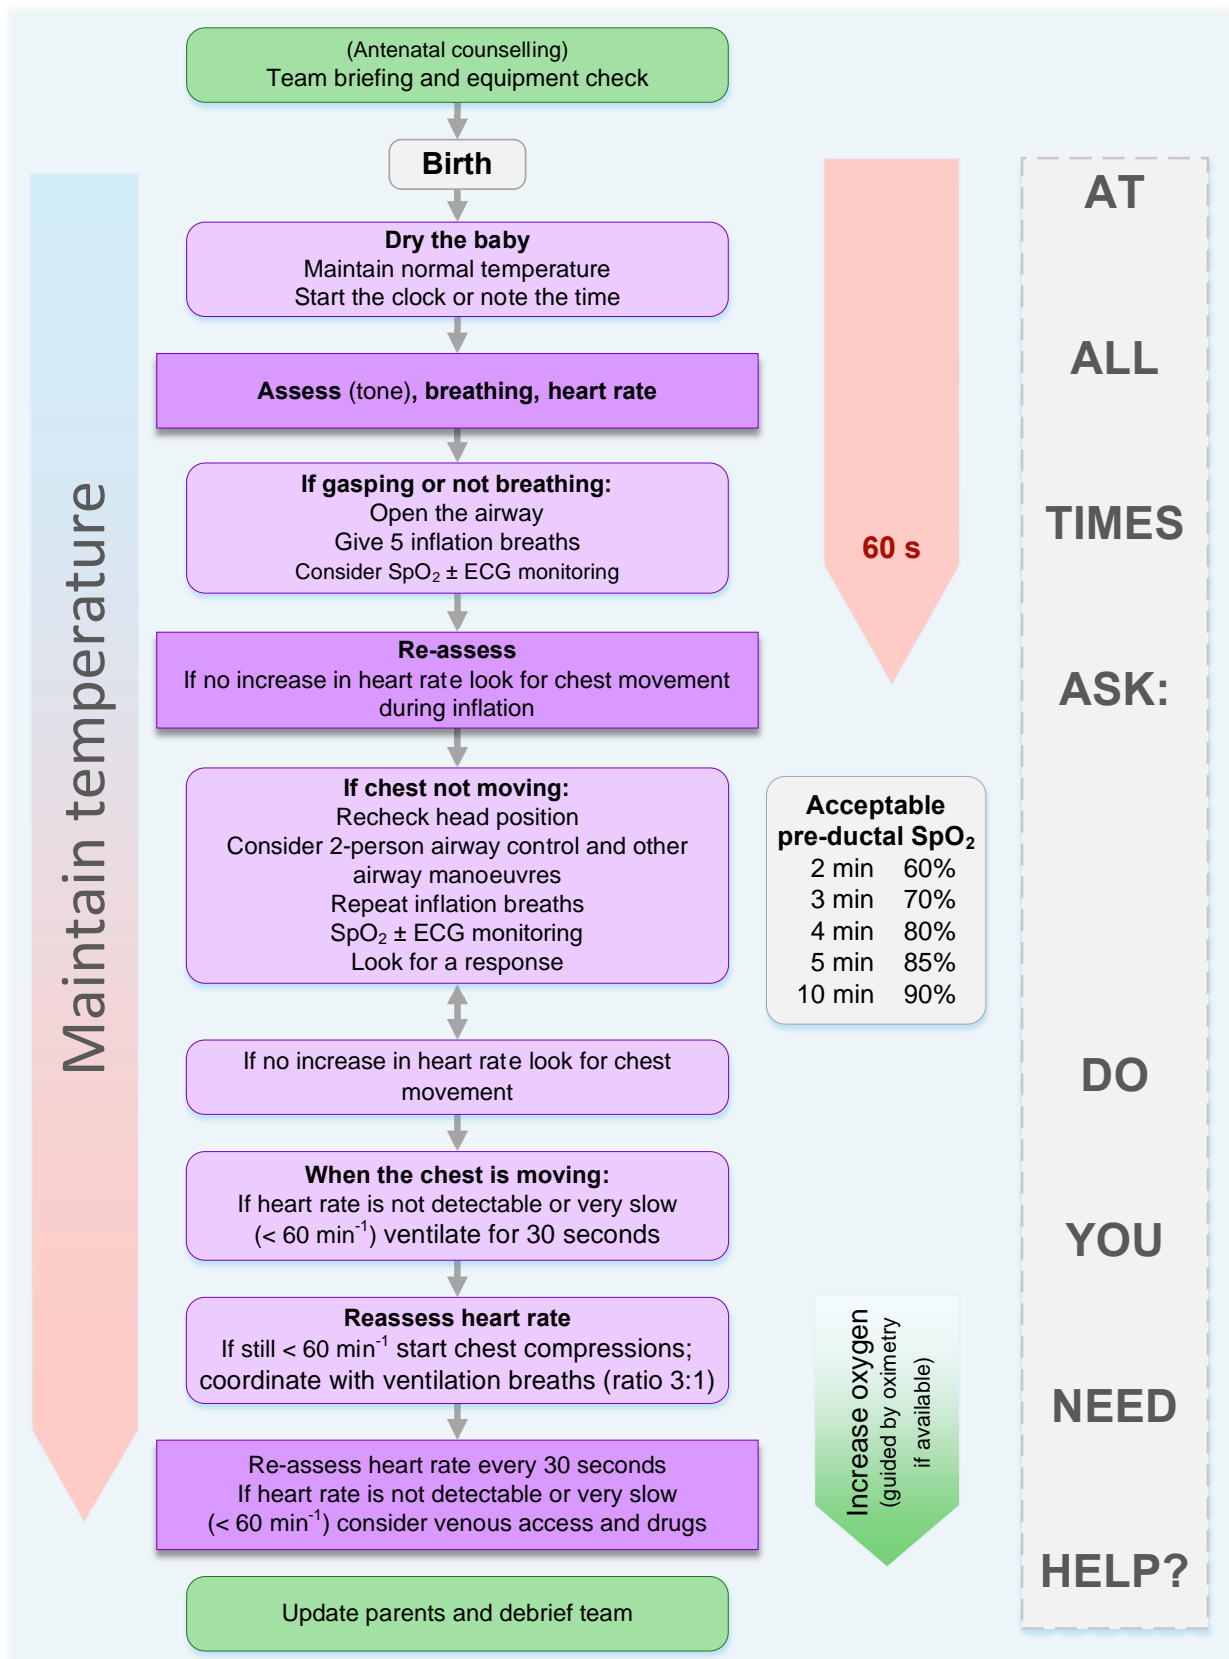 (Antenatal counselling)
Team briefing and equipment check
Birth
Dry the baby
Maintain normal temperature
Start the clock or note the time
Assess (tone), breathing, heart rate
If gasping or not breathing:
Open the airway
Give 5 inflation breaths
Consider SpO₂ ± ECG monitoring
Re-assess
If no increase in heart rate look for chest movement
during inflation
If chest not moving:
Recheck head position
Consider 2-person airway control and other
airway manoeuvres
Repeat inflation breaths
SpO₂ ± ECG monitoring
Look for a response
If no increase in heart rate look for chest
movement
When the chest is moving:
If heart rate is not detectable or very slow
(< 60 min⁻¹) ventilate for 30 seconds
Reassess heart rate
If still < 60 min⁻¹ start chest compressions;
coordinate with ventilation breaths (ratio 3:1)
Re-assess heart rate every 30 seconds
If heart rate is not detectable or very slow
(< 60 min⁻¹) consider venous access and drugs
Update parents and debrief team
Maintain temperature
60 s
Acceptable
pre-ductal SpO₂
2 min 60%
3 min 70%
4 min 80%
5 min 85%
10 min 90%
Increase oxygen
(guided by oximetry
if available)
AT
ALL
TIMES
ASK:
DO
YOU
NEED
HELP?